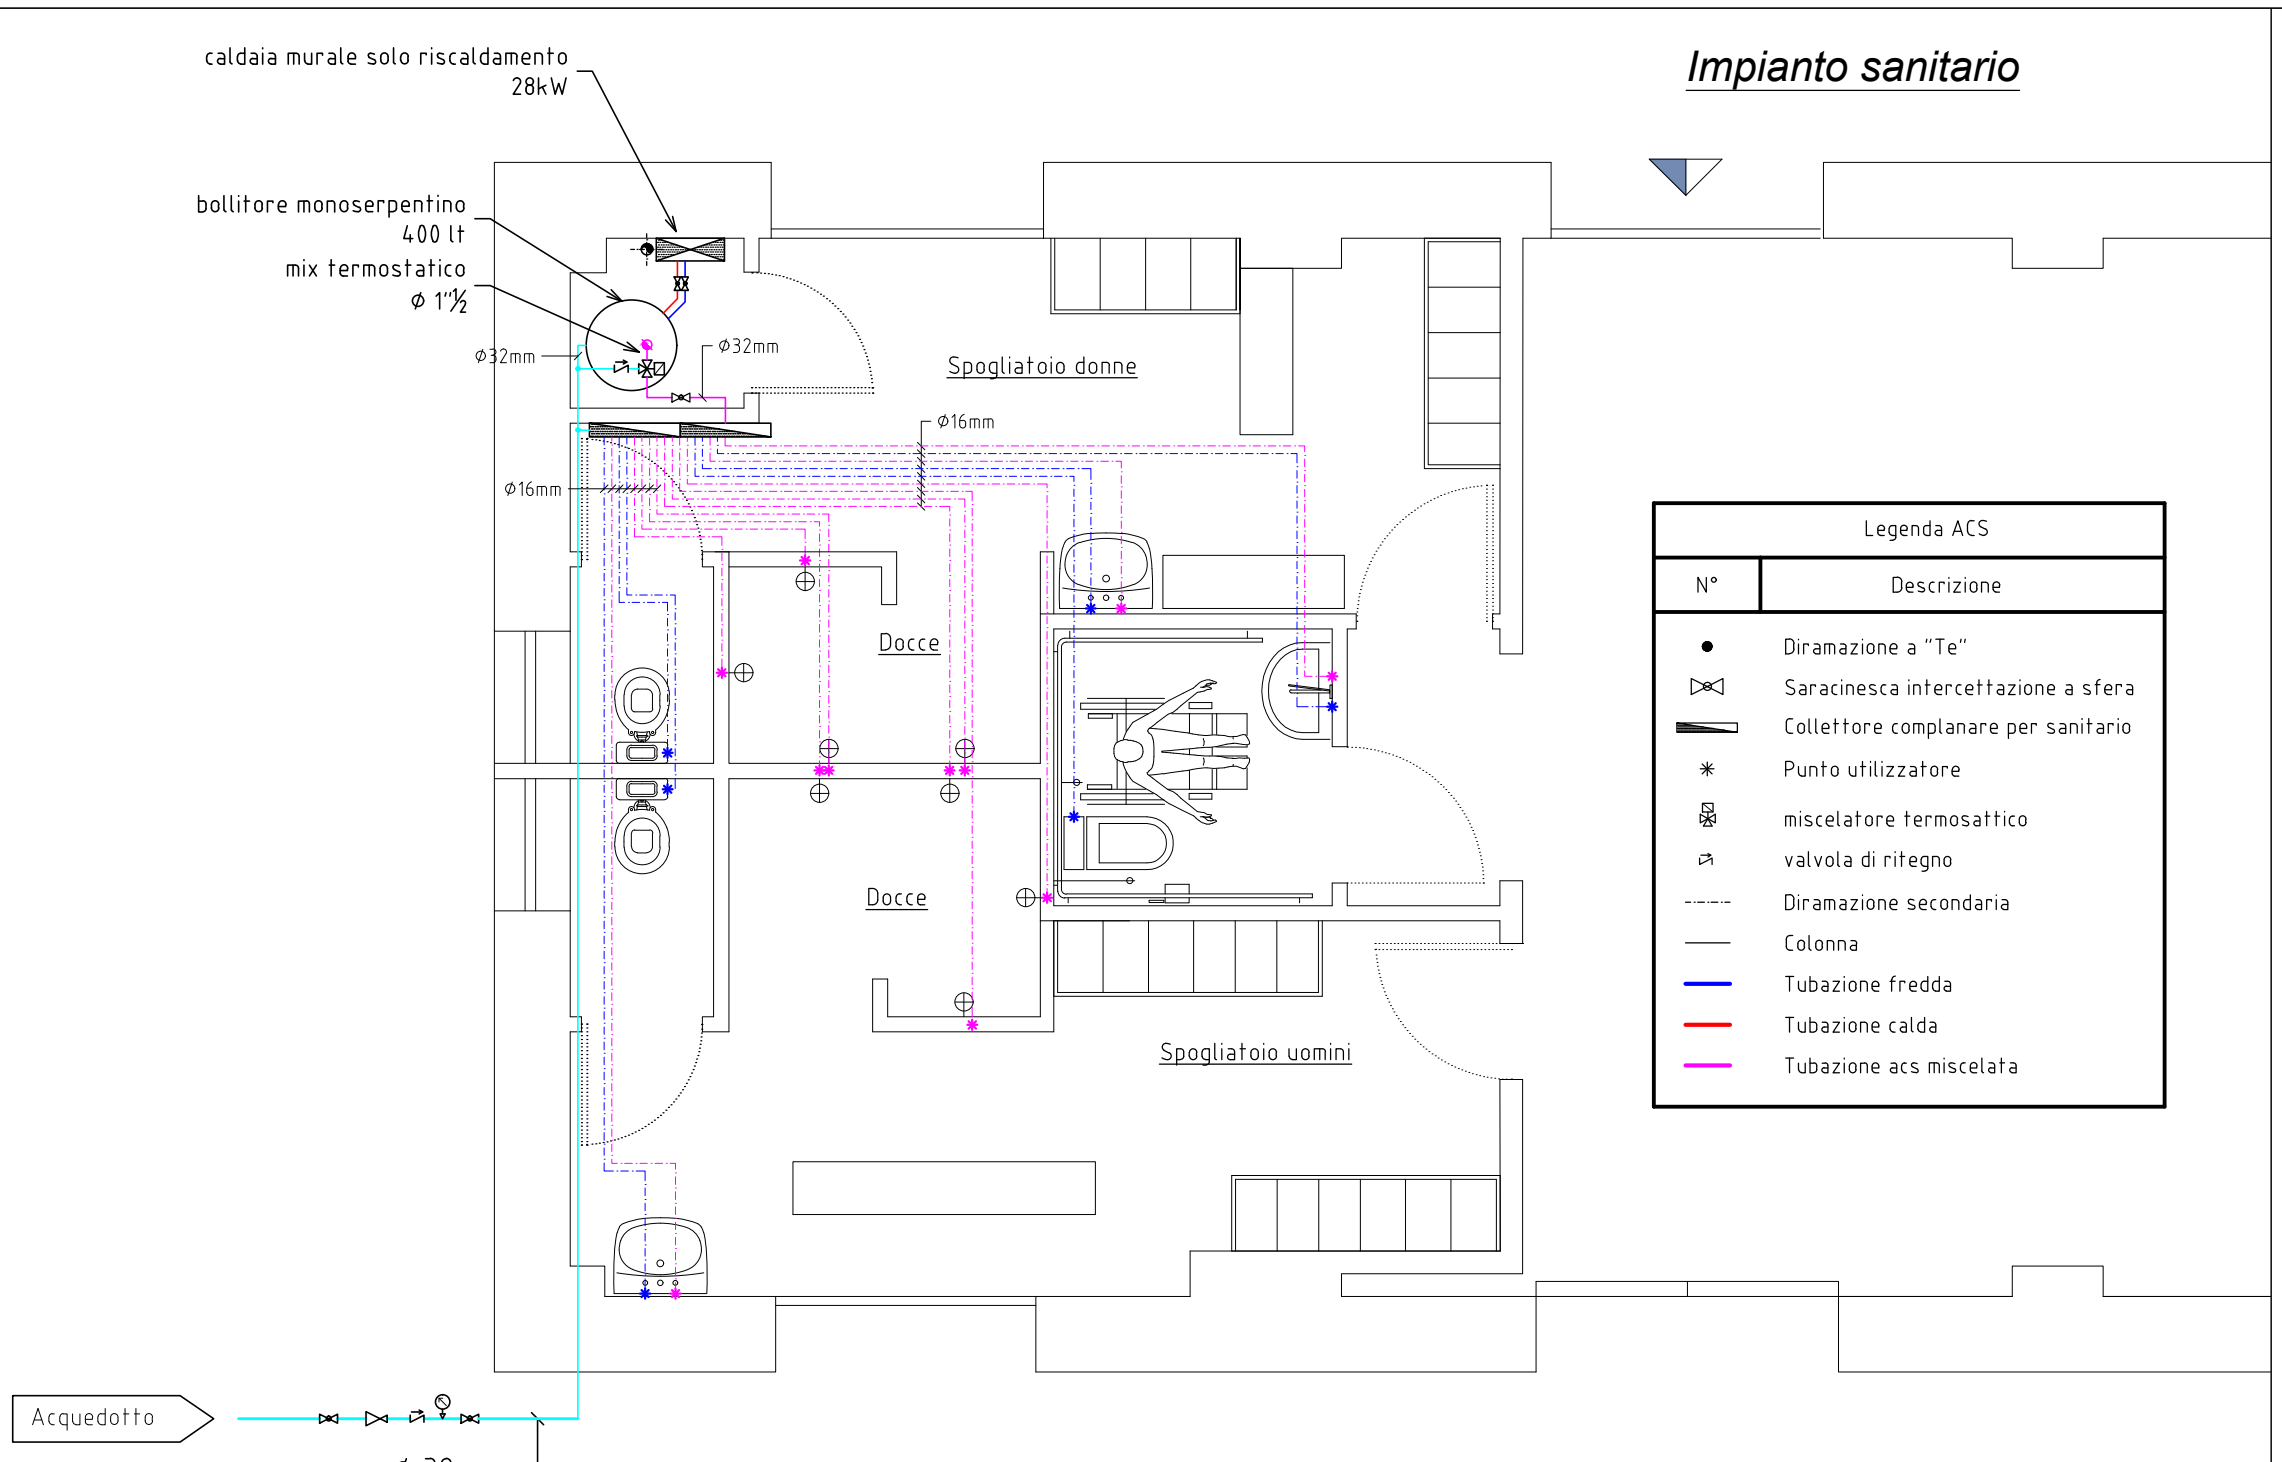 caldaia murale solo riscaldamento
28kW
Impianto sanitario
bollitore monoserpentino
400 lt
mix termostatico
ϕ 1"½
ϕ32mm
ϕ32mm
Spogliatoio donne
ϕ16mm
ϕ16mm
Docce
Docce
Spogliatoio uomini
Legenda ACS
N° Descrizione
Diramazione a "Te"
Saracinesca intercettazione a sfera
Collettore complanare per sanitario
Punto utilizzatore
miscelatore termosattico
valvola di ritegno
Diramazione secondaria
Colonna
Tubazione fredda
Tubazione calda
Tubazione acs miscelata
Acquedotto